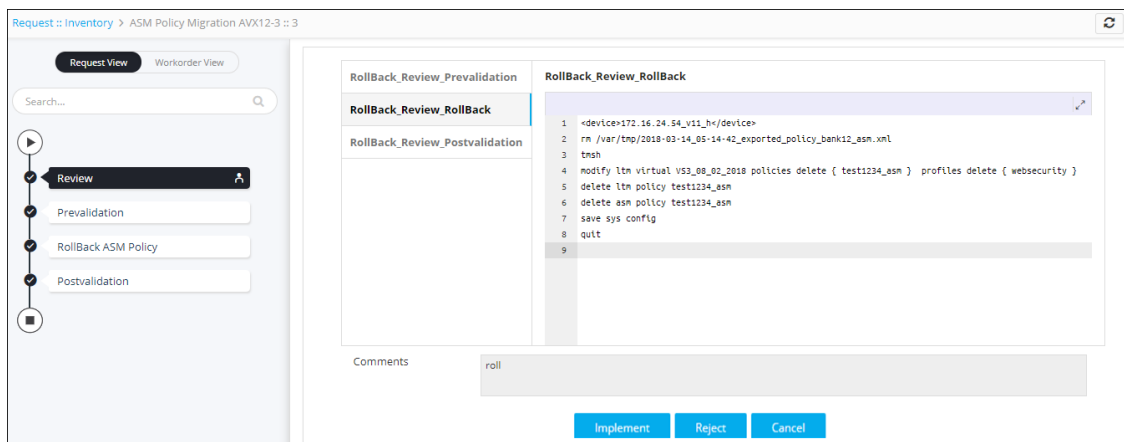 Request :: Inventory > ASM Policy Migration AVX12-3 :: 3
Request View Workorder View
Search...
Review
Prevalidation
RollBack ASM Policy
Postvalidation
RollBack_Review_Prevalidation
RollBack_Review_RollBack
RollBack_Review_Postvalidation
RollBack_Review_RollBack
1 <device>172.16.24.54_v11_h</device>
2 rm /var/tmp/2018-03-14_05-14-42_exported_policy_bank12_asm.xml
3 tmsh
4 modify ltm virtual VS3_08_02_2018 policies delete { test1234_asm } profiles delete { websecurity }
5 delete ltm policy test1234_asm
6 delete asm policy test1234_asm
7 save sys config
8 quit
9
Comments
roll
Implement Reject Cancel